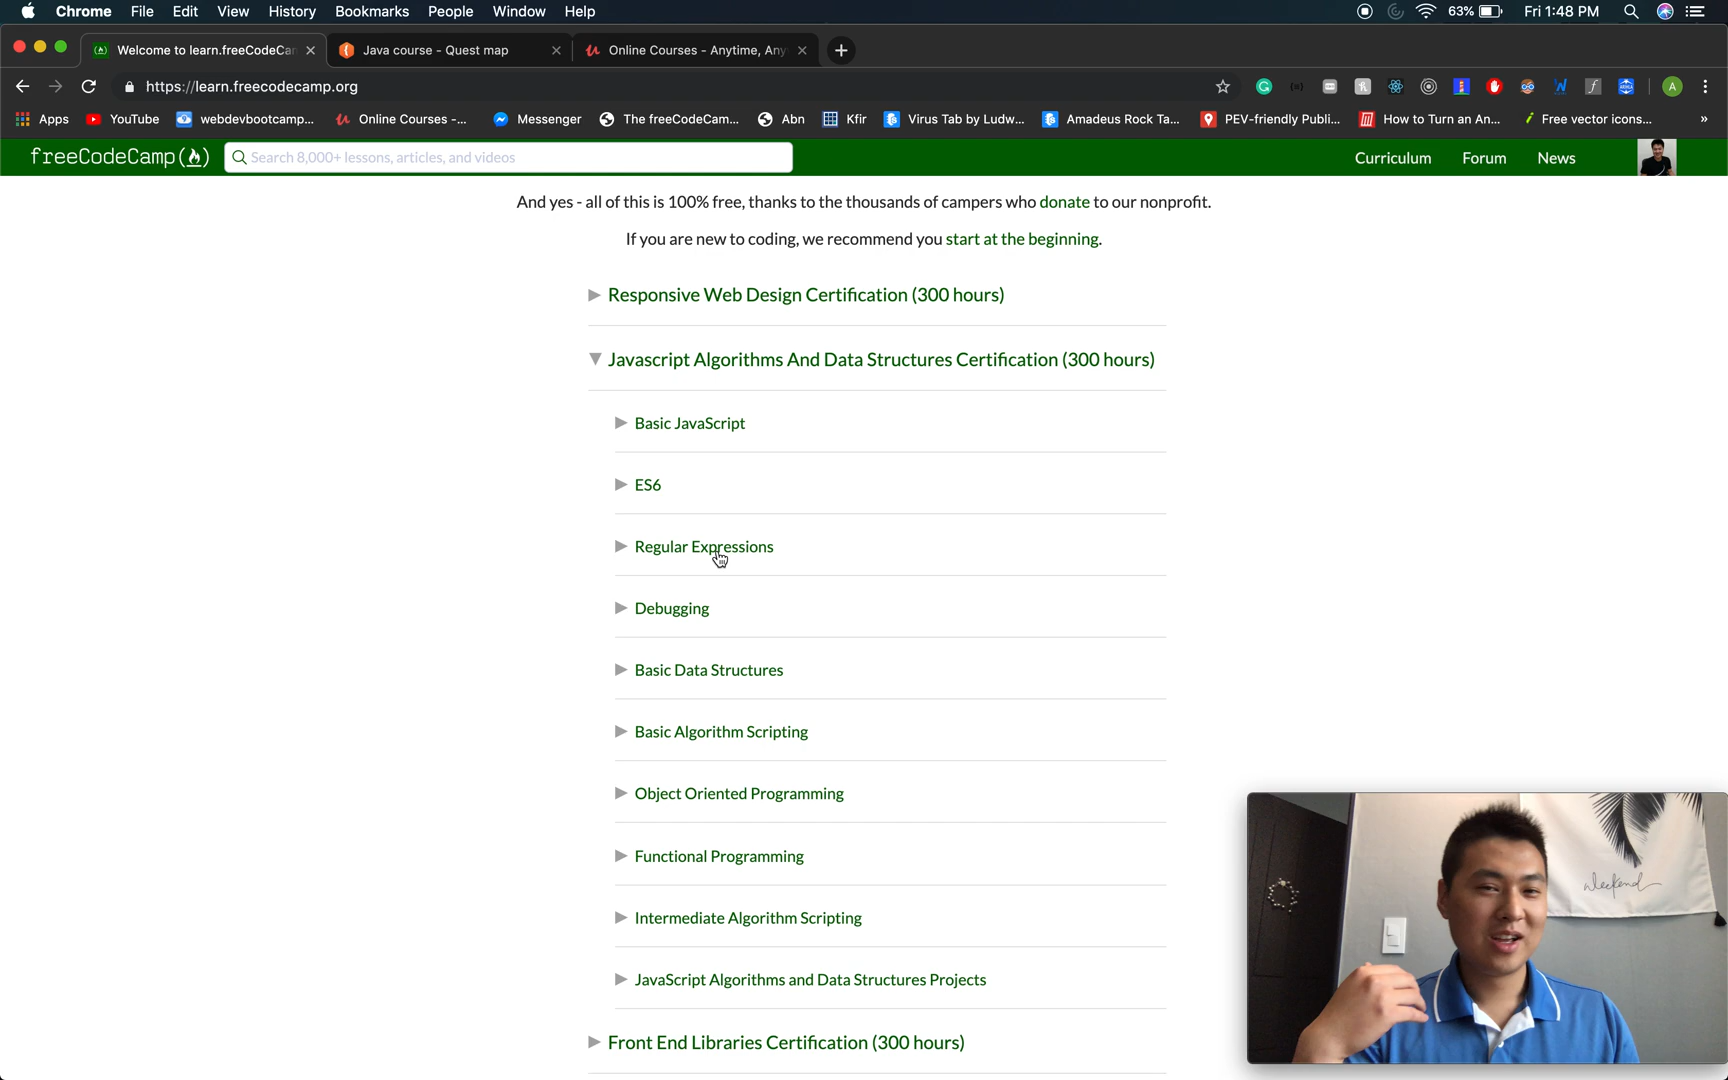 Chrome File Edit View History Bookmarks People Window Help 63% Fri 1:48 PM
Welcome to learn.freeCodeCa Java course - Quest map Online Courses - Anytime, Any
https://learn.freecodecamp.org
Apps YouTube webdevbootcamp... Online Courses -... Messenger The freeCodeCam... Abn Kfir Virus Tab by Ludw... Amadeus Rock Ta... PEV-friendly Publi... How to Turn an An... Free vector icons... »
freeCodeCamp Search 8,000+ lessons, articles, and videos Curriculum Forum News
And yes - all of this is 100% free, thanks to the thousands of campers who donate to our nonprofit.
If you are new to coding, we recommend you start at the beginning.
Responsive Web Design Certification (300 hours)
Javascript Algorithms And Data Structures Certification (300 hours)
Basic JavaScript
ES6
Regular Expressions
Debugging
Basic Data Structures
Basic Algorithm Scripting
Object Oriented Programming
Functional Programming
Intermediate Algorithm Scripting
JavaScript Algorithms and Data Structures Projects
Front End Libraries Certification (300 hours)
weekend